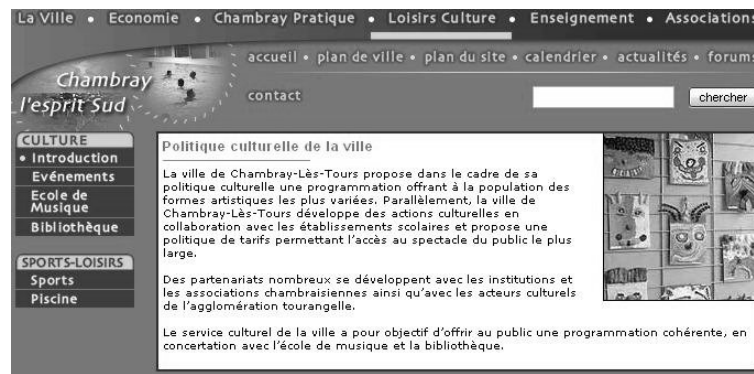 La Ville • Economie • Chambray Pratique • Loisirs Culture • Enseignement • Associations
accueil • plan de ville • plan du site • calendrier • actualités • forums
contact
chercher
Chambray
l'esprit Sud
CULTURE
• Introduction
Evénements
Ecole de
Musique
Bibliothèque
SPORTS-LOISIRS
Sports
Piscine
Politique culturelle de la ville
La ville de Chambray-Lès-Tours propose dans le cadre de sa
politique culturelle une programmation offrant à la population des
formes artistiques les plus variées. Parallèlement, la ville de
Chambray-Lès-Tours développe des actions culturelles en
collaboration avec les établissements scolaires et propose une
politique de tarifs permettant l'accès au spectacle du public le plus
large.
Des partenariats nombreux se développent avec les institutions et
les associations chambraisiennes ainsi qu'avec les acteurs culturels
de l'agglomération tourangelle.
Le service culturel de la ville a pour objectif d'offrir au public une programmation cohérente, en
concertation avec l'école de musique et la bibliothèque.